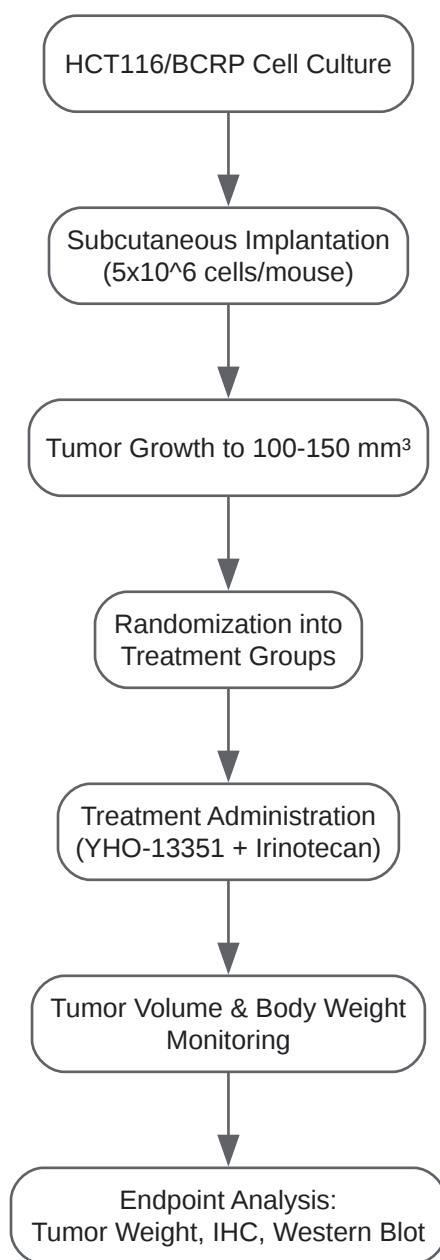 HCT116/BCRP Cell Culture
Subcutaneous Implantation
(5x10^6 cells/mouse)
Tumor Growth to 100-150 mm³
Randomization into
Treatment Groups
Treatment Administration
(YHO-13351 + Irinotecan)
Tumor Volume & Body Weight
Monitoring
Endpoint Analysis:
Tumor Weight, IHC, Western Blot